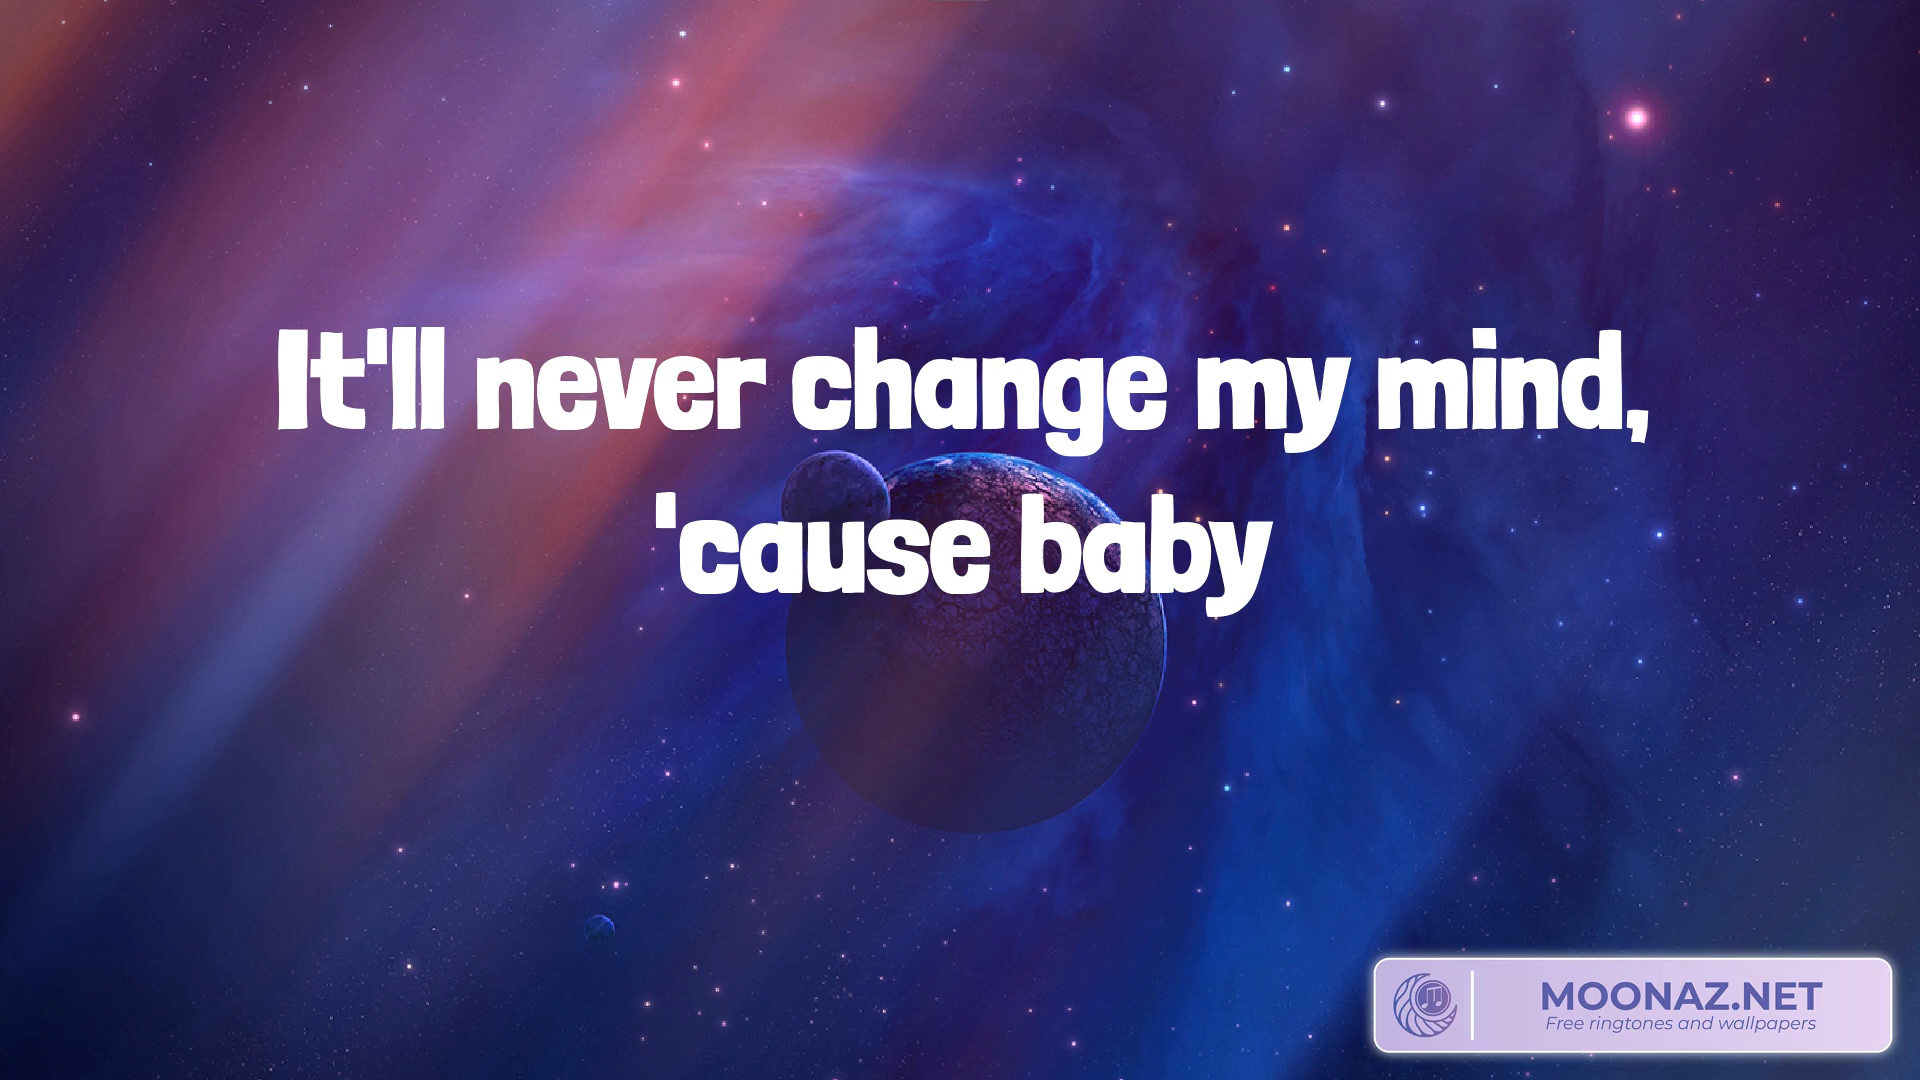 It'll never change my mind,
'cause baby
MOONAZ.NET
Free ringtones and wallpapers